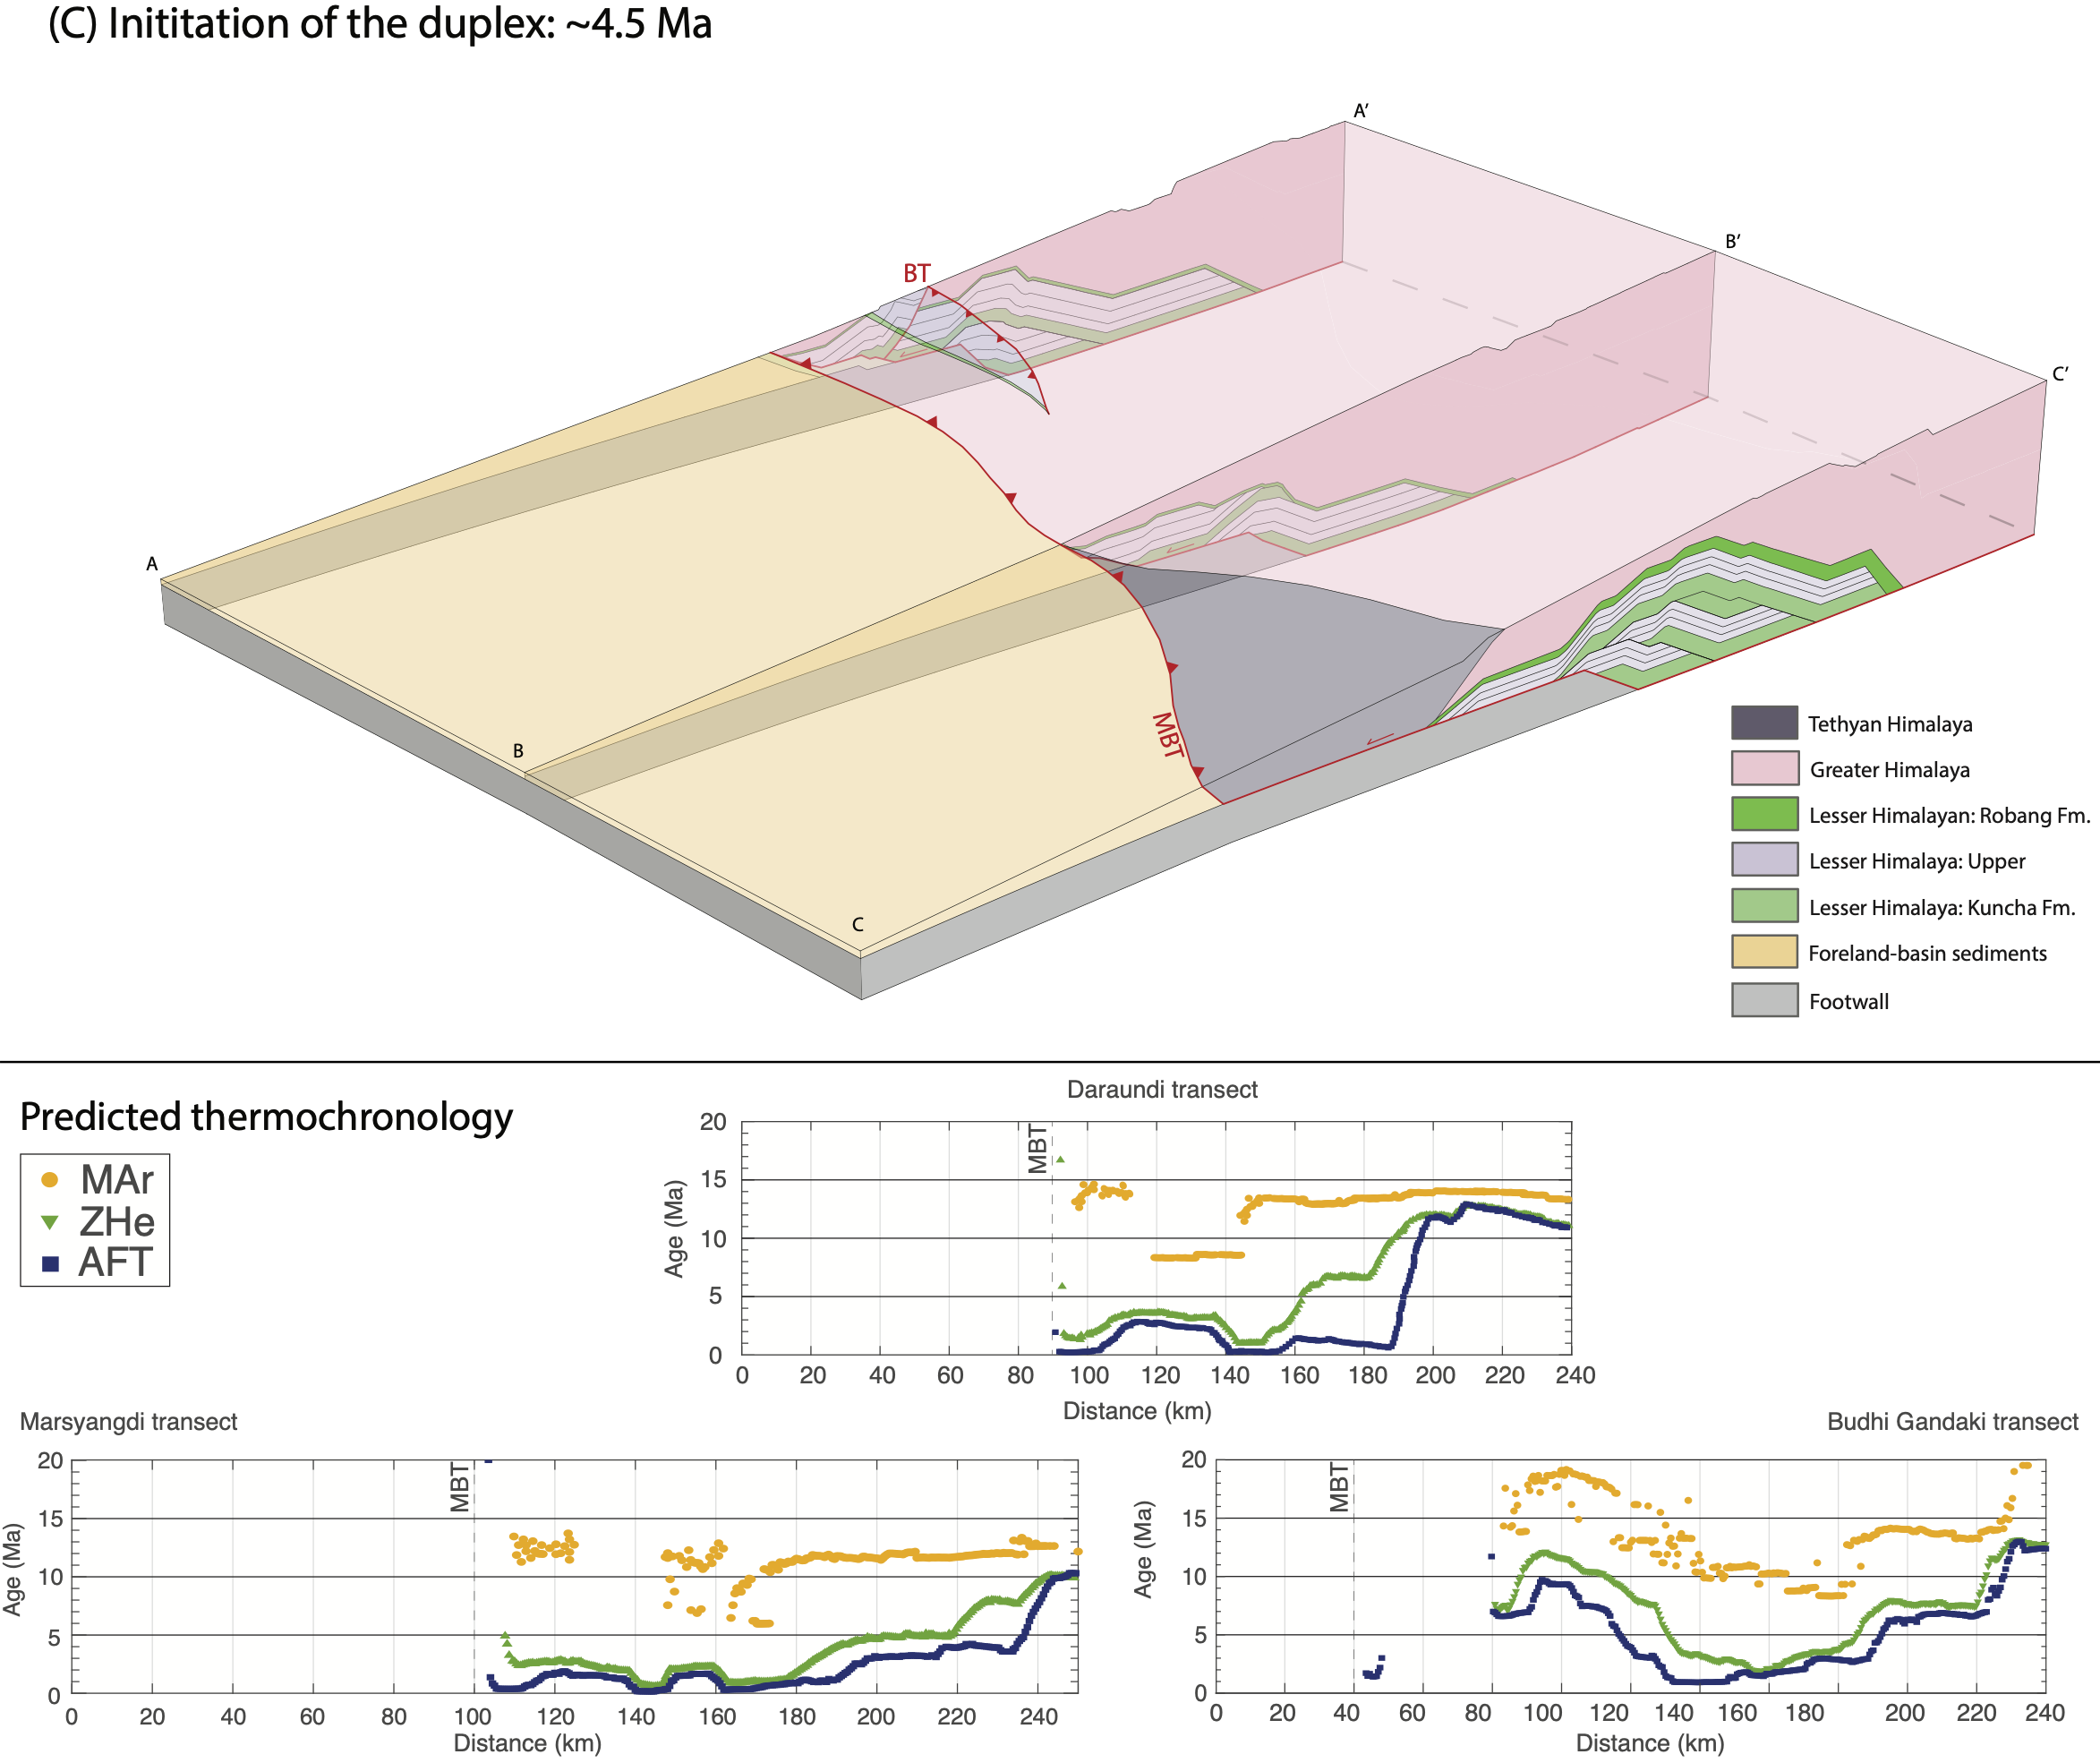 (C) Inititation of the duplex: ~4.5 Ma
A’
B’
BT
C’
A
MBT
B
C
Tethyan Himalaya
Greater Himalaya
Lesser Himalayan: Robang Fm.
Lesser Himalaya: Upper
Lesser Himalaya: Kuncha Fm.
Foreland-basin sediments
Footwall
Predicted thermochronology
MAr
ZHe
AFT
Daraundi transect
MBT
Age (Ma)
20
15
10
5
0
0 20 40 60 80 100 120 140 160 180 200 220 240
Distance (km)
Marsyangdi transect
MBT
Age (Ma)
20
15
10
5
0
0 20 40 60 80 100 120 140 160 180 200 220 240
Distance (km)
Budhi Gandaki transect
MBT
Age (Ma)
20
15
10
5
0
0 20 40 60 80 100 120 140 160 180 200 220 240
Distance (km)